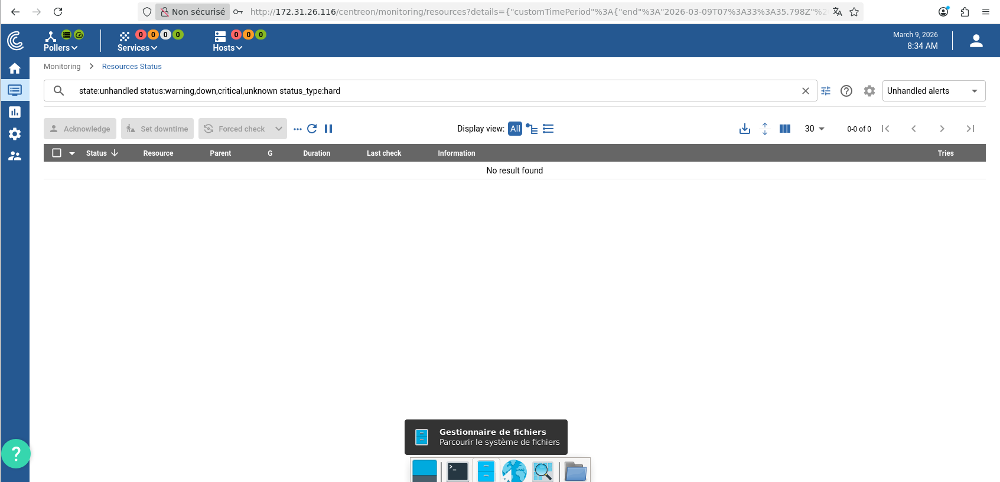 Non sécurisé http://172.31.26.116/centreon/monitoring/resources?details={"customTimePeriod"%3A{"end"%3A"2026-03-09T07%3A33%3A35.798Z"%2
Pollers
0 0 0 0
Services
0 0 0
Hosts
March 9, 2026
8:34 AM
Monitoring > Resources Status
state:unhandled status:warning,down,critical,unknown status_type:hard
Unhandled alerts
Acknowledge Set downtime Forced check
Display view: All
30 0-0 of 0
Status Resource Parent G Duration Last check Information Tries
No result found
Gestionnaire de fichiers
Parcourir le système de fichiers
?